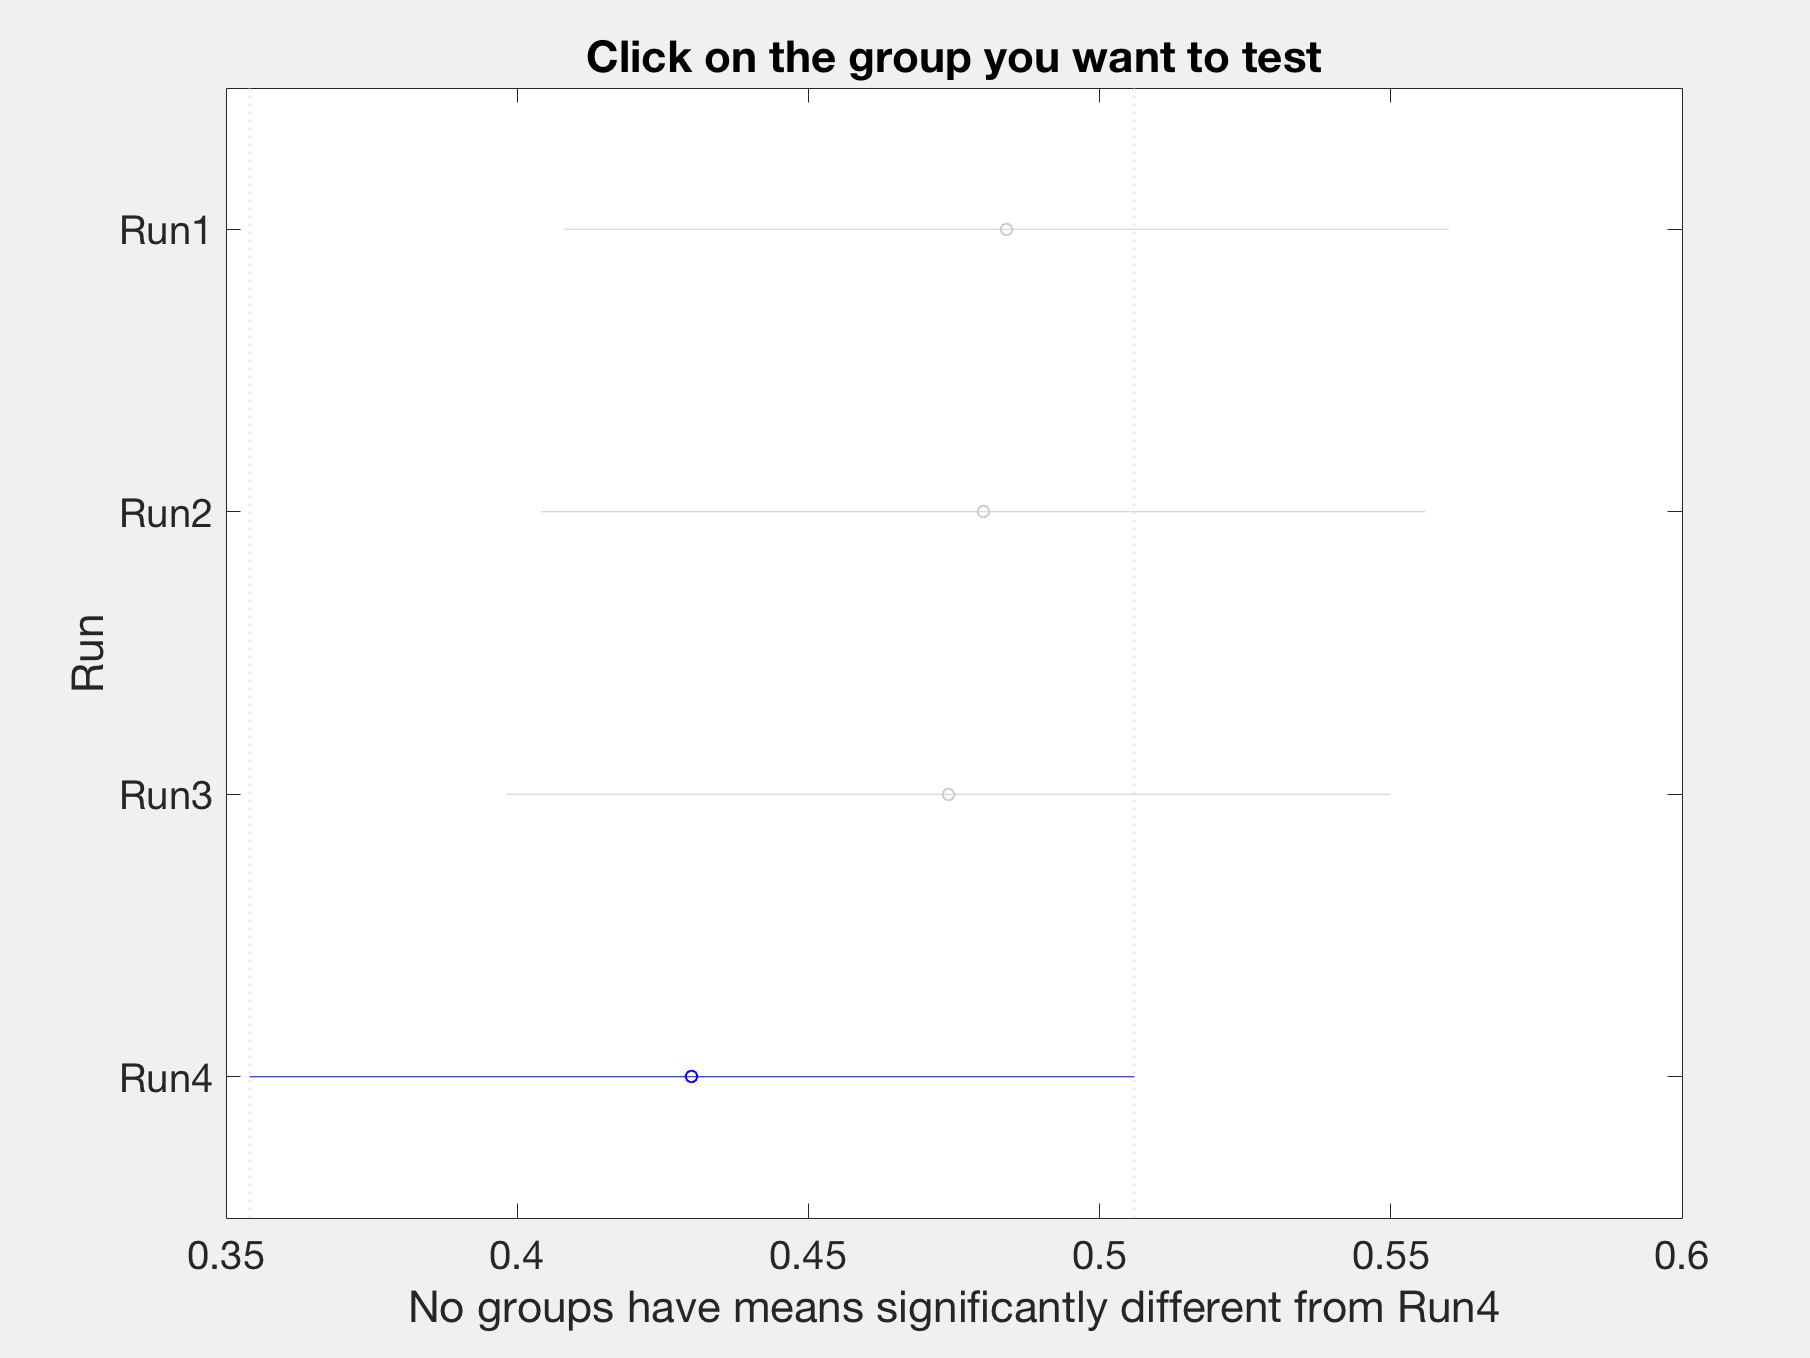 Click on the group you want to test
Run1
Run2
Run3
Run4
Run
0.35 0.4 0.45 0.5 0.55 0.6
No groups have means significantly different from Run4